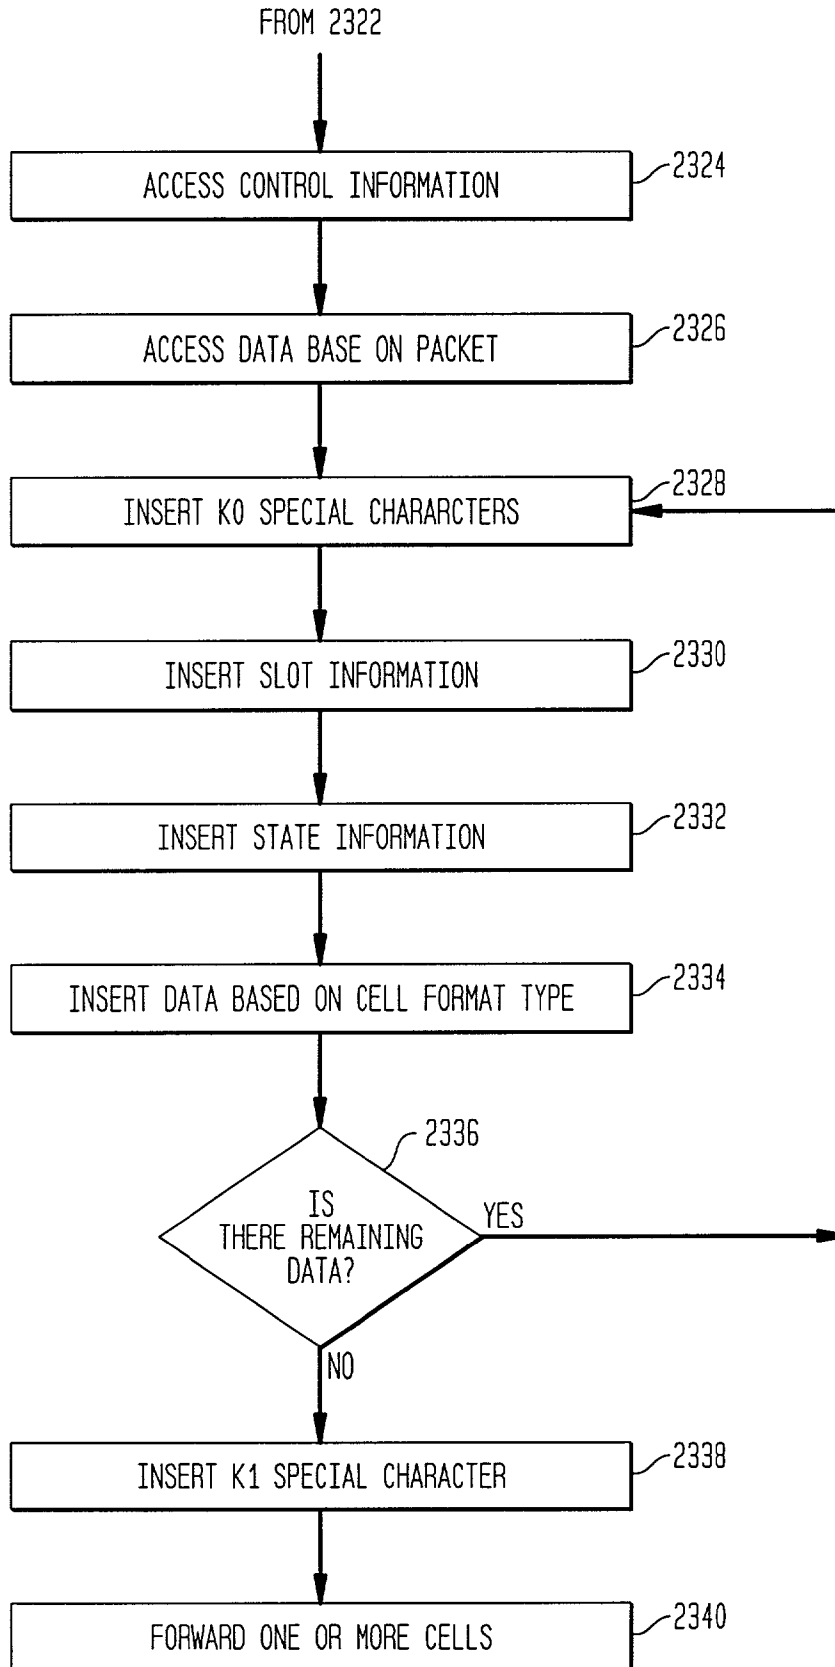 FROM 2322
ACCESS CONTROL INFORMATION
2324
ACCESS DATA BASE ON PACKET
2326
INSERT K0 SPECIAL CHARARCTERS
2328
INSERT SLOT INFORMATION
2330
INSERT STATE INFORMATION
2332
INSERT DATA BASED ON CELL FORMAT TYPE
2334
2336
IS
THERE REMAINING
DATA?
YES
NO
INSERT K1 SPECIAL CHARACTER
2338
FORWARD ONE OR MORE CELLS
2340